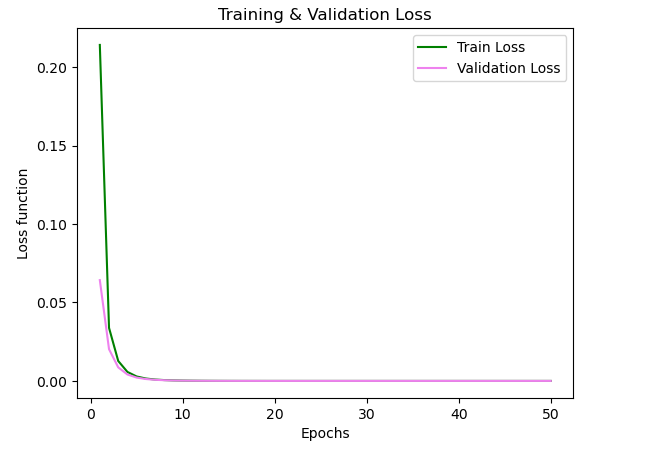 Training & Validation Loss
Train Loss
Validation Loss
0.20
0.15
0.10
0.05
0.00
Loss function
0
10
20
30
40
50
Epochs